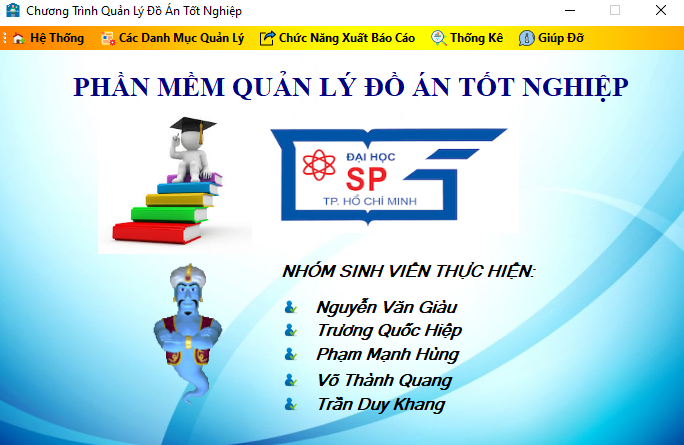 Chương Trình Quản Lý Đồ Án Tốt Nghiệp
Hệ Thống Các Danh Mục Quản Lý Chức Năng Xuất Báo Cáo Thống Kê Giúp Đỡ
PHẦN MỀM QUẢN LÝ ĐỒ ÁN TỐT NGHIỆP
ĐẠI HỌC
SP
TP. HỒ CHÍ MINH
NHÓM SINH VIÊN THỰC HIỆN:
Nguyễn Văn Giàu
Trương Quốc Hiệp
Phạm Mạnh Hùng
Võ Thành Quang
Trần Duy Khang